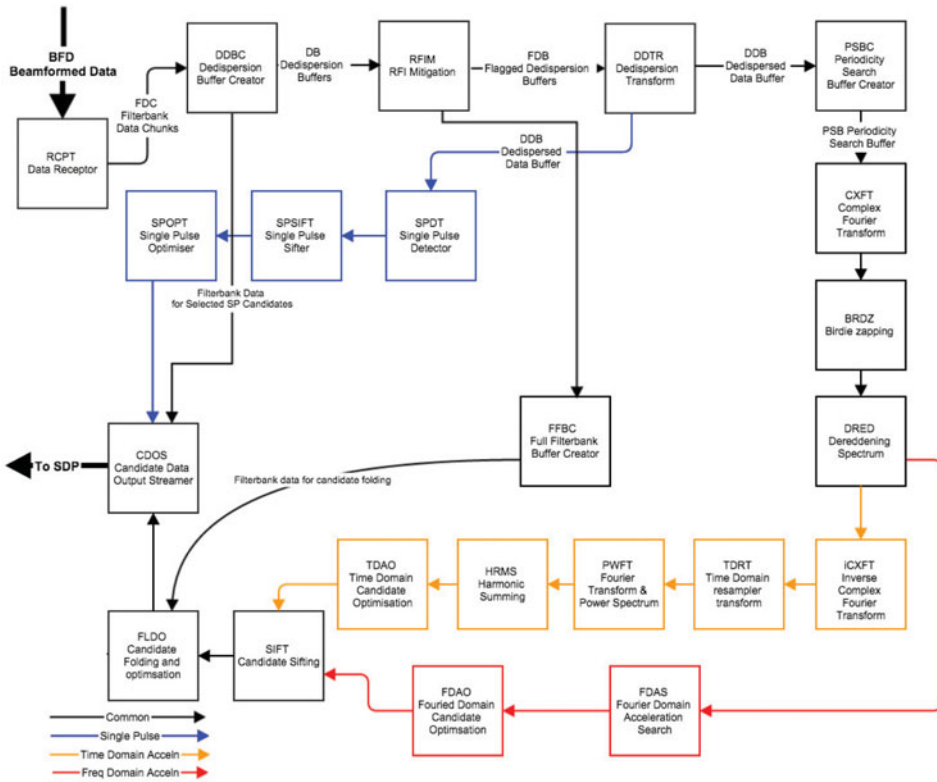 BFD
Beamformed Data
RCPT
Data Receptor
FDC
Filterbank
Data Chunks
DDBC
Dedispersion
Buffer Creator
DB
Dedispersion
Buffers
RFIM
RFI Mitigation
FDB
Flagged Dedispersion
Buffers
DDTR
Dedispersion
Transform
DDB
Dedispersed
Data Buffer
PSBC
Periodicity
Search
Buffer Creator
PSB Periodicity
Search Buffer
DDB
Dedispersed
Data Buffer
SPOPT
Single Pulse
Optimiser
SPSIFT
Single Pulse
Sifter
SPDT
Single Pulse
Detector
CXFT
Complex
Fourier
Transform
Filterbank Data
for Selected SP Candidates
BRDZ
Birdie zapping
To SDP
CDOS
Candidate Data
Output Streamer
FFBC
Full Filterbank
Buffer Creator
DRED
Dereddening
Spectrum
Filterbank data for candidate folding
TDAO
Time Domain
Candidate
Optimisation
HRMS
Harmonic
Summing
PWFT
Fourier
Transform &
Power Spectrum
TDRT
Time Domain
resampler
transform
iCXFT
Inverse
Complex
Fourier
Transform
FLDO
Candidate
Folding and
optimsation
SIFT
Candidate Sifting
FDAO
Fouried Domain
Candidate
Optimsation
FDAS
Fourier Domain
Acceleration
Search
Common
Single Pulse
Time Domain Acceln
Freq Domain Acceln